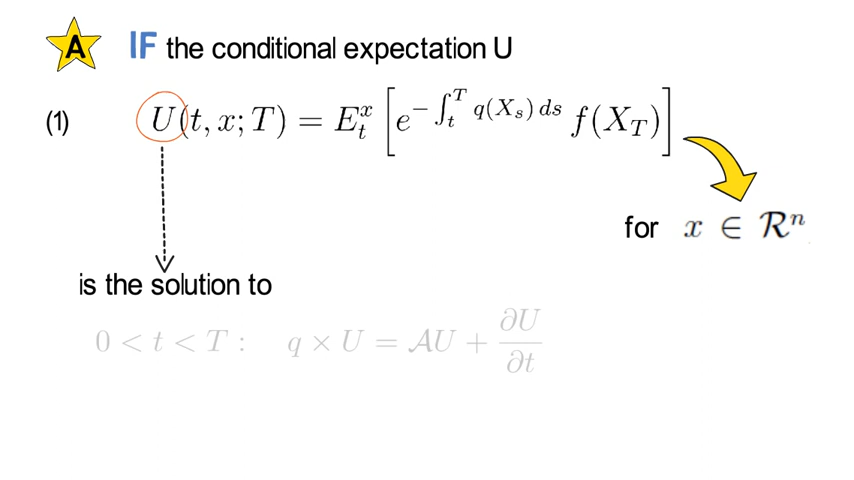 A IF the conditional expectation U
(1) U(t, x; T) = E_t^x [ e^{− ∫_t^T q(X_s) ds} f(X_T) ]
for x ∈ ℛ^n
is the solution to
0 < t < T : q × U = 𝒜U + ∂U/∂t